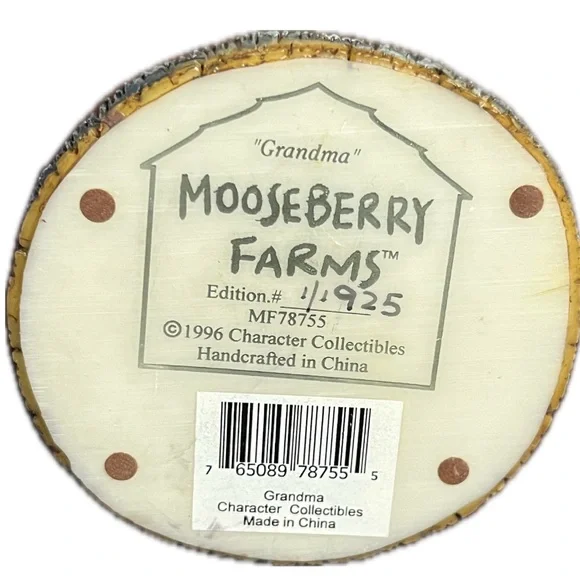 "Grandma"
MOOSEBERRY
FARMS™
Edition.# 1/1925
MF78755
©1996 Character Collectibles
Handcrafted in China
7 65089 78755 5
Grandma
Character Collectibles
Made in China